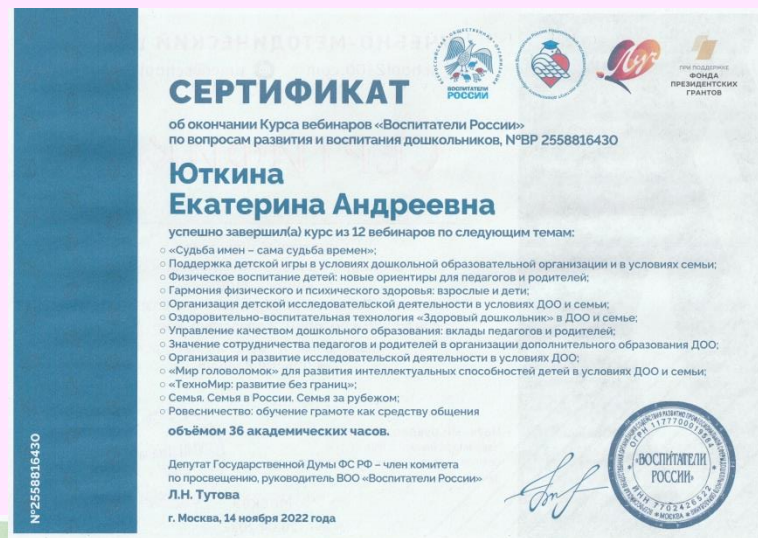 ВОСПИТАТЕЛИ
РОССИИ
Луч
ПРИ ПОДДЕРЖКЕ
ФОНДА
ПРЕЗИДЕНТСКИХ
ГРАНТОВ
СЕРТИФИКАТ
об окончании Курса вебинаров «Воспитатели России»
по вопросам развития и воспитания дошкольников, №ВР 2558816430
Юткина
Екатерина Андреевна
успешно завершил(а) курс из 12 вебинаров по следующим темам:
«Судьба имен – сама судьба времен»;
Поддержка детской игры в условиях дошкольной образовательной организации и в условиях семьи;
Физическое воспитание детей: новые ориентиры для педагогов и родителей;
Гармония физического и психического здоровья: взрослые и дети;
Организация детской исследовательской деятельности в условиях ДОО и семьи;
Оздоровительно-воспитательная технология «Здоровый дошкольник» в ДОО и семье;
Управление качеством дошкольного образования: вклады педагогов и родителей;
Значение сотрудничества педагогов и родителей в организации дополнительного образования ДОО;
Организация и развитие исследовательской деятельности в условиях ДОО;
«Мир головоломок» для развития интеллектуальных способностей детей в условиях ДОО и семьи;
«ТехноМир: развитие без границ»;
Семья. Семья в России. Семья за рубежом;
Ровесничество: обучение грамоте как средству общения
объёмом 36 академических часов.
Депутат Государственной Думы ФС РФ – член комитета
по просвещению, руководитель ВОО «Воспитатели России»
Л.Н. Тутова
г. Москва, 14 ноября 2022 года
№2558816430
«ВОСПИТАТЕЛИ
РОССИИ»
МОСКВА